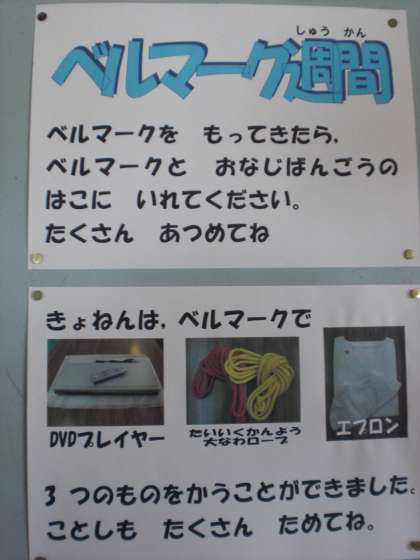 しゅう かん
ベルマーク週間
ベルマークを もってきたら,
ベルマークと おなじばんごうの
はこに いれてください。
たくさん あつめてね
きょねんは, ベルマークで
DVDプレイヤー
たいいくかんよう
大なわロープ
エプロン
3 つのものをかうことができました。
ことしも たくさん ためてね。